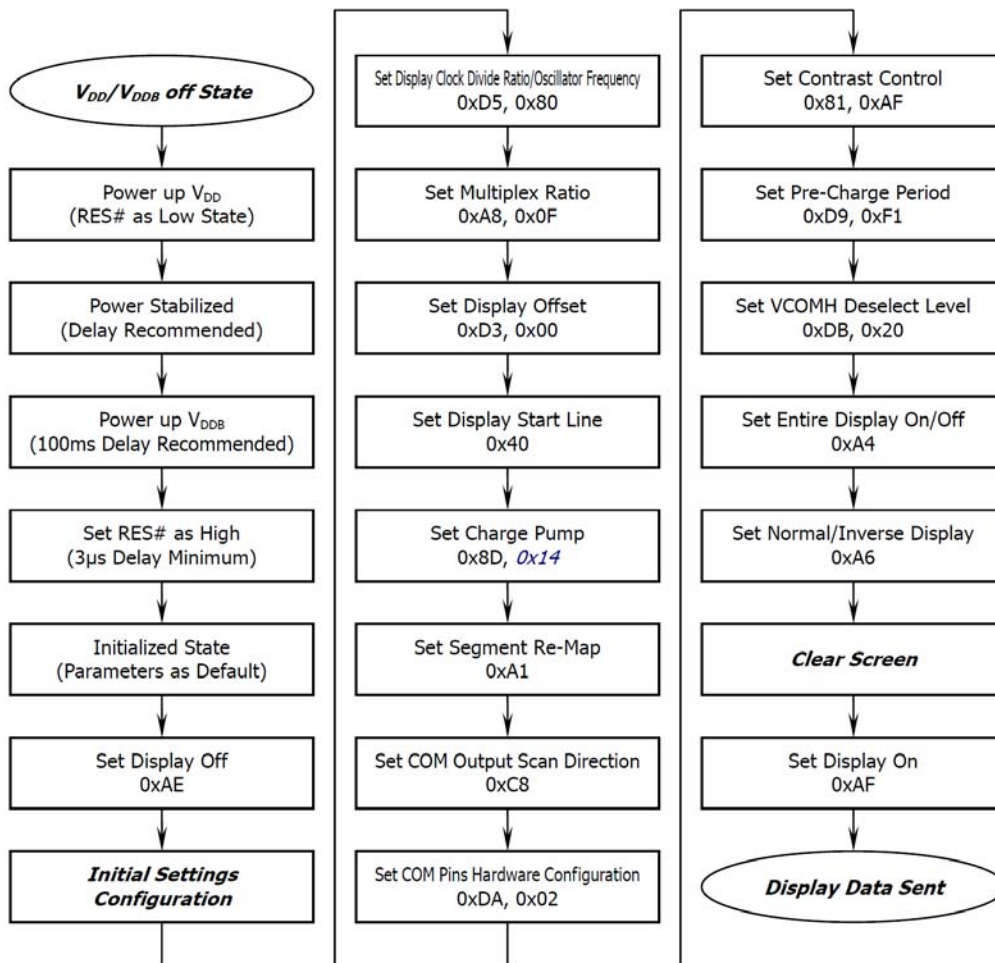 V_DD/V_DDB off State
Power up V_DD
(RES# as Low State)
Power Stabilized
(Delay Recommended)
Power up V_DDB
(100ms Delay Recommended)
Set RES# as High
(3μs Delay Minimum)
Initialized State
(Parameters as Default)
Set Display Off
0xAE
Initial Settings
Configuration
Set Display Clock Divide Ratio/Oscillator Frequency
0xD5, 0x80
Set Multiplex Ratio
0xA8, 0x0F
Set Display Offset
0xD3, 0x00
Set Display Start Line
0x40
Set Charge Pump
0x8D, 0x14
Set Segment Re-Map
0xA1
Set COM Output Scan Direction
0xC8
Set COM Pins Hardware Configuration
0xDA, 0x02
Set Contrast Control
0x81, 0xAF
Set Pre-Charge Period
0xD9, 0xF1
Set VCOMH Deselect Level
0xDB, 0x20
Set Entire Display On/Off
0xA4
Set Normal/Inverse Display
0xA6
Clear Screen
Set Display On
0xAF
Display Data Sent